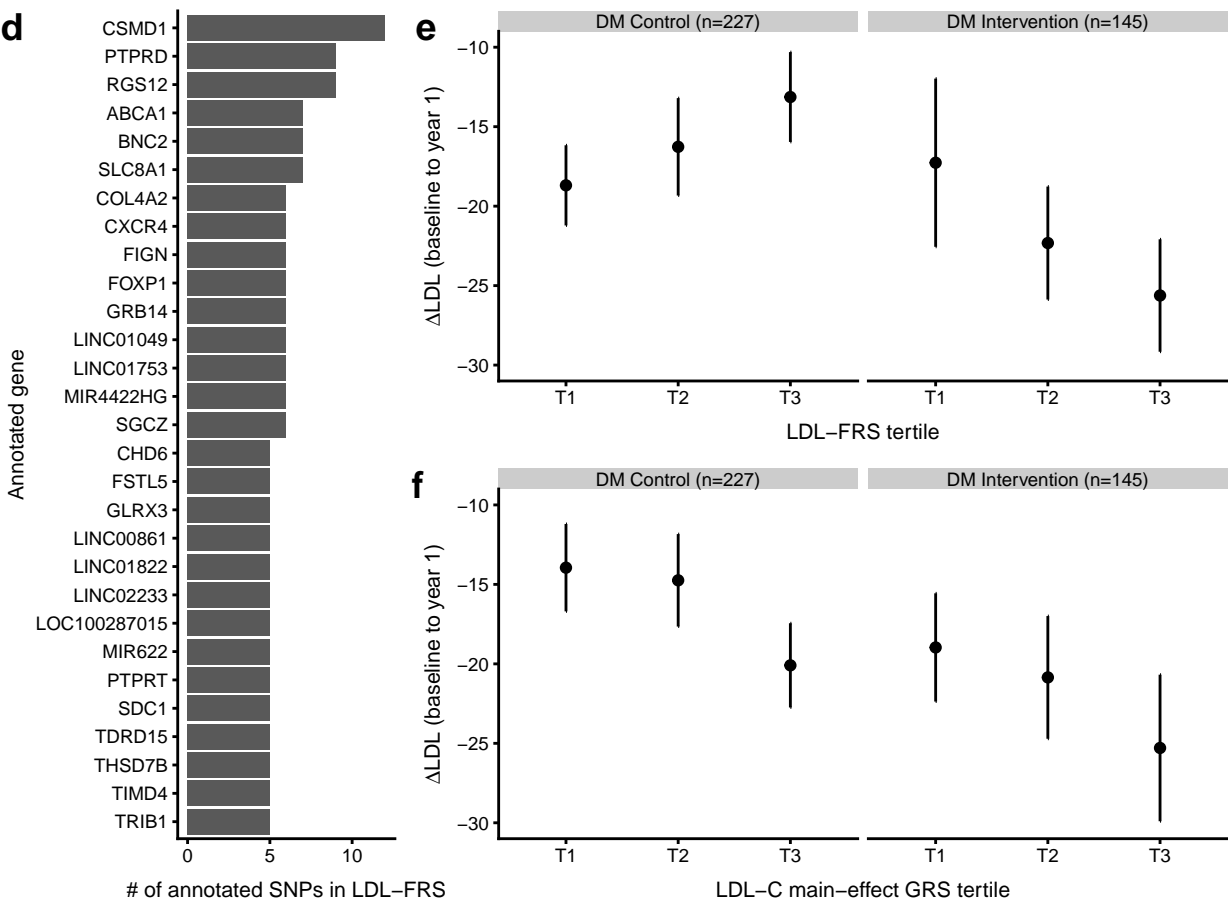 d
CSMD1
PTPRD
RGS12
ABCA1
BNC2
SLC8A1
COL4A2
CXCR4
FIGN
FOXP1
GRB14
LINC01049
LINC01753
MIR4422HG
SGCZ
CHD6
FSTL5
GLRX3
LINC00861
LINC01822
LINC02233
LOC100287015
MIR622
PTPRT
SDC1
TDRD15
THSD7B
TIMD4
TRIB1
Annotated gene
0 5 10
# of annotated SNPs in LDL−FRS
e
DM Control (n=227) DM Intervention (n=145)
−10
−15
−20
−25
−30
ΔLDL (baseline to year 1)
T1 T2 T3 T1 T2 T3
LDL−FRS tertile
f
DM Control (n=227) DM Intervention (n=145)
−10
−15
−20
−25
−30
ΔLDL (baseline to year 1)
T1 T2 T3 T1 T2 T3
LDL−C main−effect GRS tertile